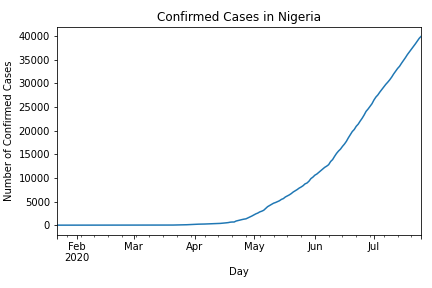 Confirmed Cases in Nigeria
40000
35000
30000
25000
20000
15000
10000
5000
0
Number of Confirmed Cases
Feb Mar Apr May Jun Jul
2020
Day